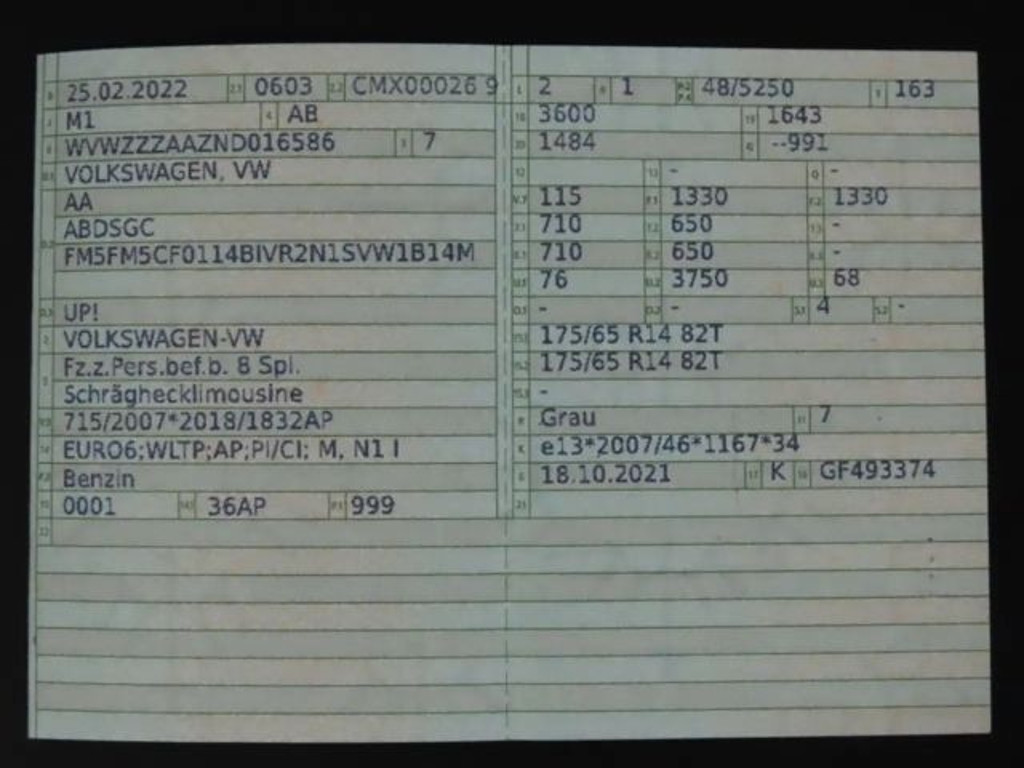 25.02.2022 0603 CMX00026 9
M1 AB
WVWZZZAAZND016586 7
VOLKSWAGEN, VW
AA
ABDSGC
FM5FM5CF0114BIVR2N1SVW1B14M
UP!
VOLKSWAGEN-VW
Fz.z.Pers.bef.b. 8 Spl.
Schräghecklimousine
715/2007*2018/1832AP
EURO6;WLTP;AP;PI/CI; M, N1 I
Benzin
0001 36AP 999
2 1 48/5250 163
3600 1643
1484 --991
- -
115 1330 1330
710 650 -
710 650 -
76 3750 68
- - 4 -
175/65 R14 82T
175/65 R14 82T
-
Grau 7
e13*2007/46*1167*34
18.10.2021 K GF493374